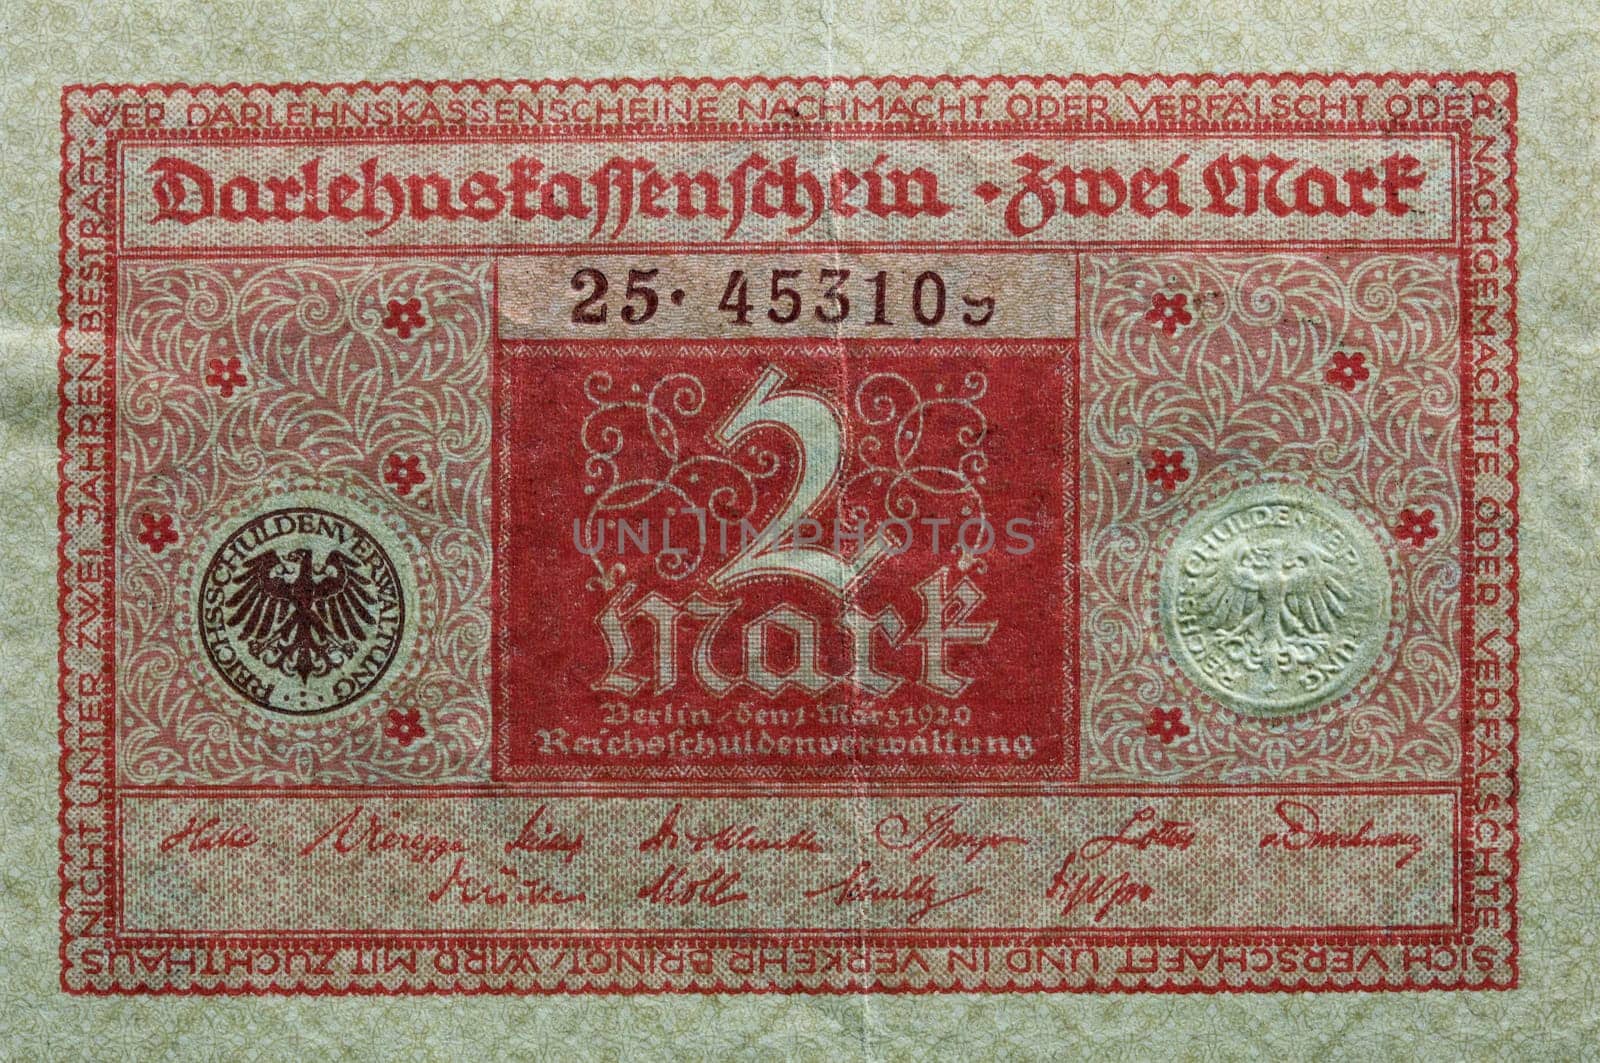 WER DARLEHNSKASSENSCHEINE NACHMACHT ODER VERFÄLSCHT ODER
NACHGEMACHTE ODER VERFÄLSCHTE
SICH VERSCHAFFT UND IN VERKEHR BRINGT, WIRD MIT ZUCHTHAUS
NICHT UNTER ZWEI JAHREN BESTRAFT.
Darlehnskassenschein · Zwei Mark
25· 453109
2
Mark
Berlin, den 1. März 1920
Reichsschuldenverwaltung
REICHSSCHULDENVERWALTUNG
REICHSSCHULDENVERWALTUNG
UNLIMPHOTOS